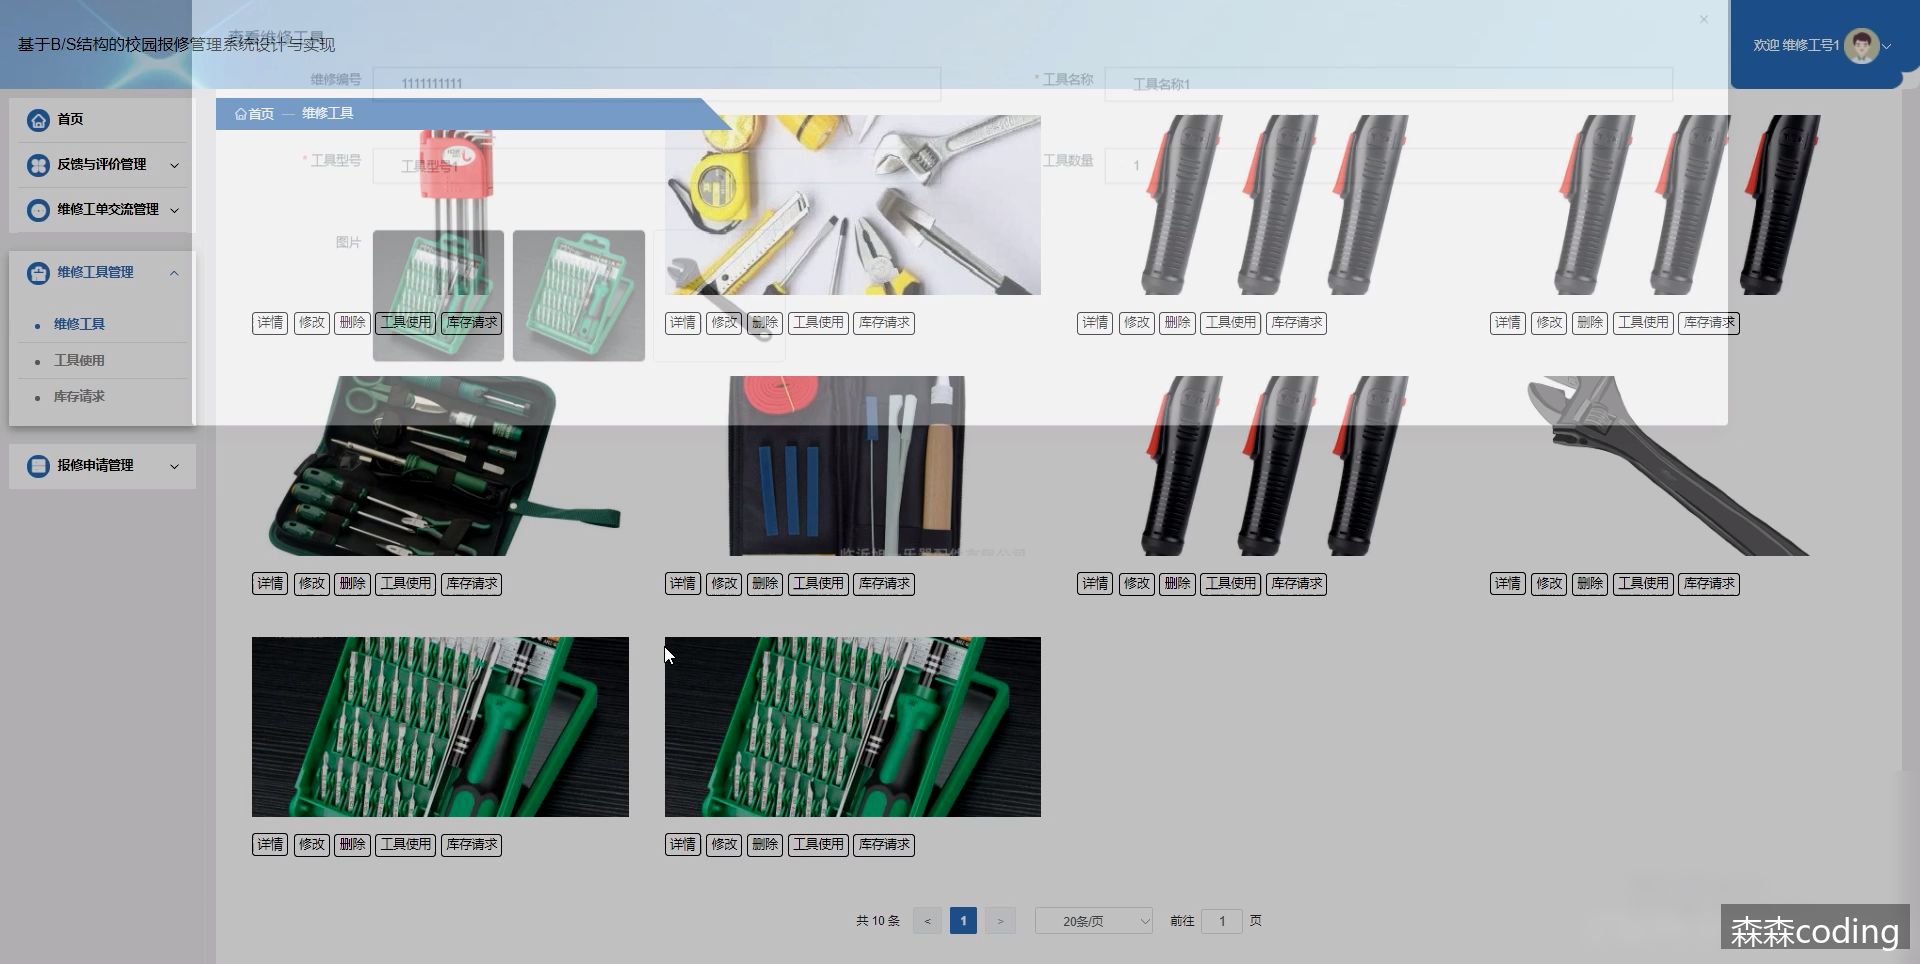 基于B/S结构的校园报修管理系统设计与实现
查看维修工具
×
欢迎 维修工号1
维修编号
1111111111
* 工具名称
工具名称1
首页
反馈与评价管理
维修工单交流管理
维修工具管理
维修工具
工具使用
库存请求
报修申请管理
首页 — 维修工具
* 工具型号
工具型号1
工具数量
1
图片
详情 修改 删除 工具使用 库存请求
详情 修改 删除 工具使用 库存请求
详情 修改 删除 工具使用 库存请求
详情 修改 删除 工具使用 库存请求
详情 修改 删除 工具使用 库存请求
详情 修改 删除 工具使用 库存请求
详情 修改 删除 工具使用 库存请求
详情 修改 删除 工具使用 库存请求
详情 修改 删除 工具使用 库存请求
详情 修改 删除 工具使用 库存请求
共 10 条 < 1 > 20条/页 前往 1 页
森森coding